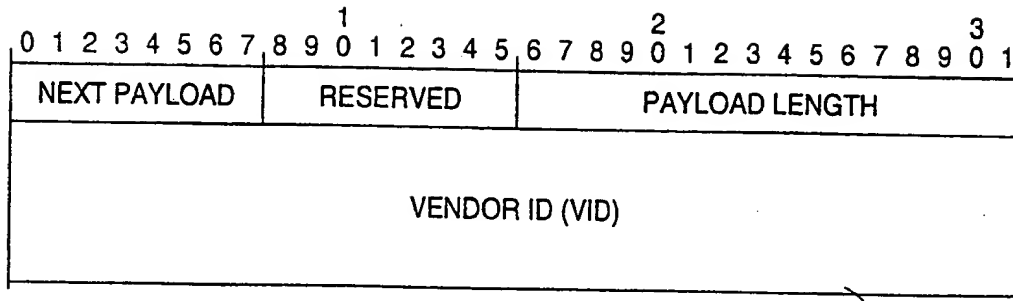 1 2 3
0 1 2 3 4 5 6 7 8 9 0 1 2 3 4 5 6 7 8 9 0 1 2 3 4 5 6 7 8 9 0 1
NEXT PAYLOAD RESERVED PAYLOAD LENGTH
VENDOR ID (VID)